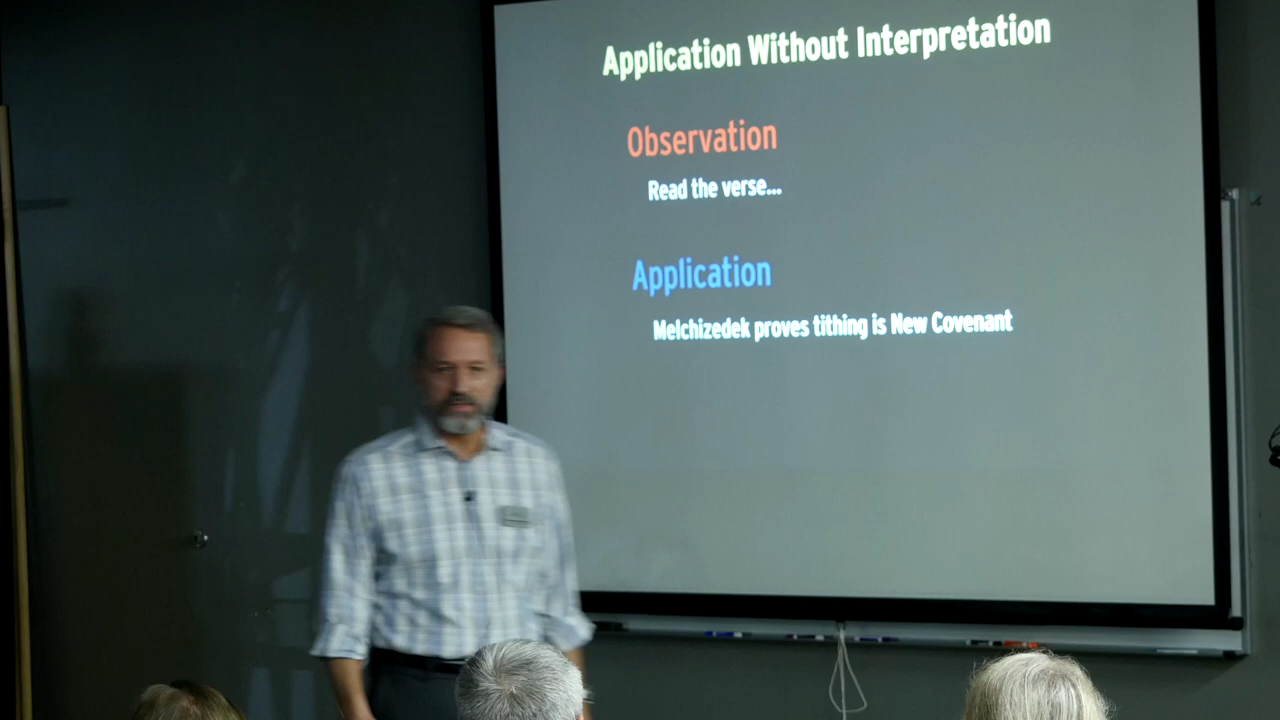 Application Without Interpretation
Observation
Read the verse...
Application
Melchizedek proves tithing is New Covenant